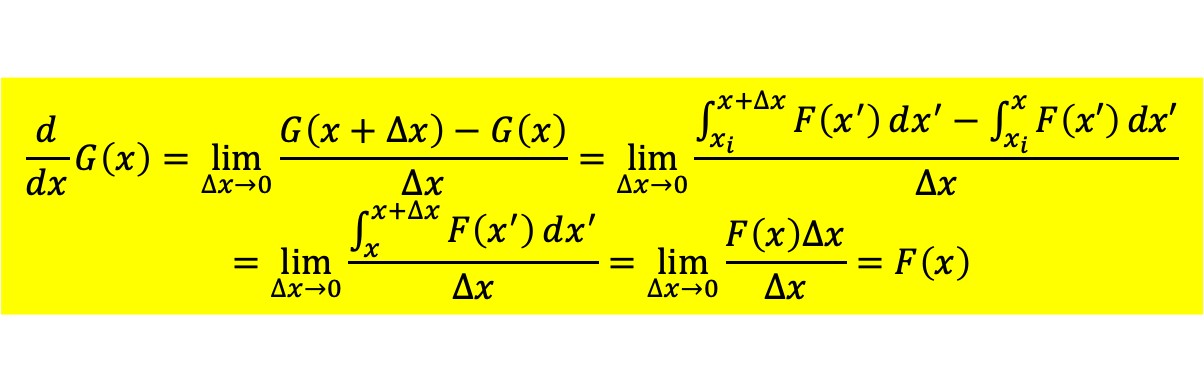 d/dx G(x) = lim_{Δx→0} (G(x + Δx) − G(x))/Δx = lim_{Δx→0} (∫_{x_i}^{x+Δx} F(x′) dx′ − ∫_{x_i}^{x} F(x′) dx′)/Δx
= lim_{Δx→0} (∫_{x}^{x+Δx} F(x′) dx′)/Δx = lim_{Δx→0} (F(x)Δx)/Δx = F(x)